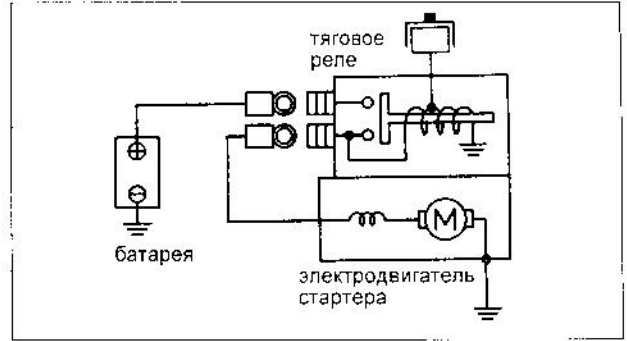 тяговое
реле
M
батарея
электродвигатель
стартера